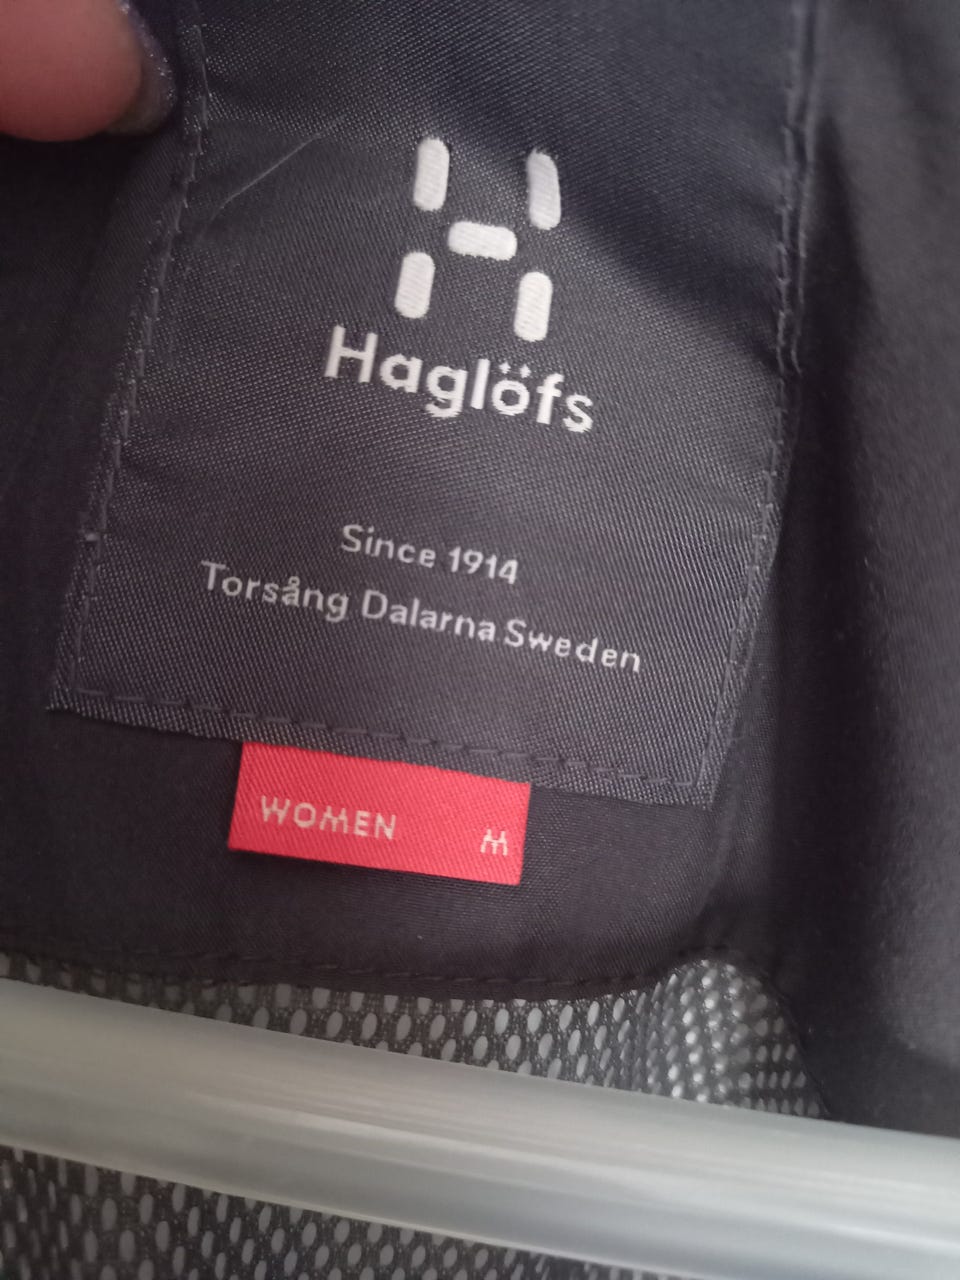 Haglöfs
Since 1914
Torsång Dalarna Sweden
WOMEN M